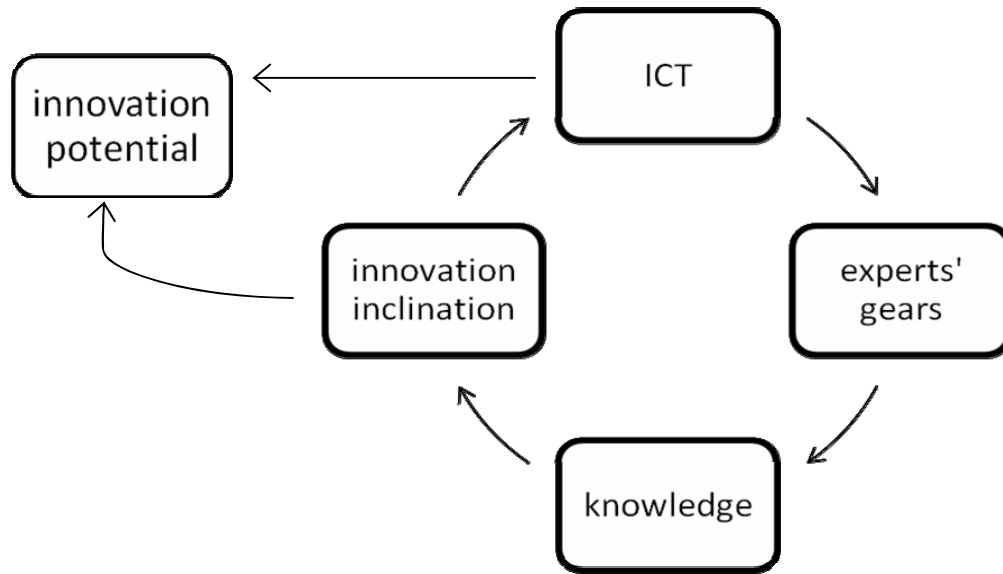 ICT
innovation
potential
innovation
inclination
experts'
gears
knowledge